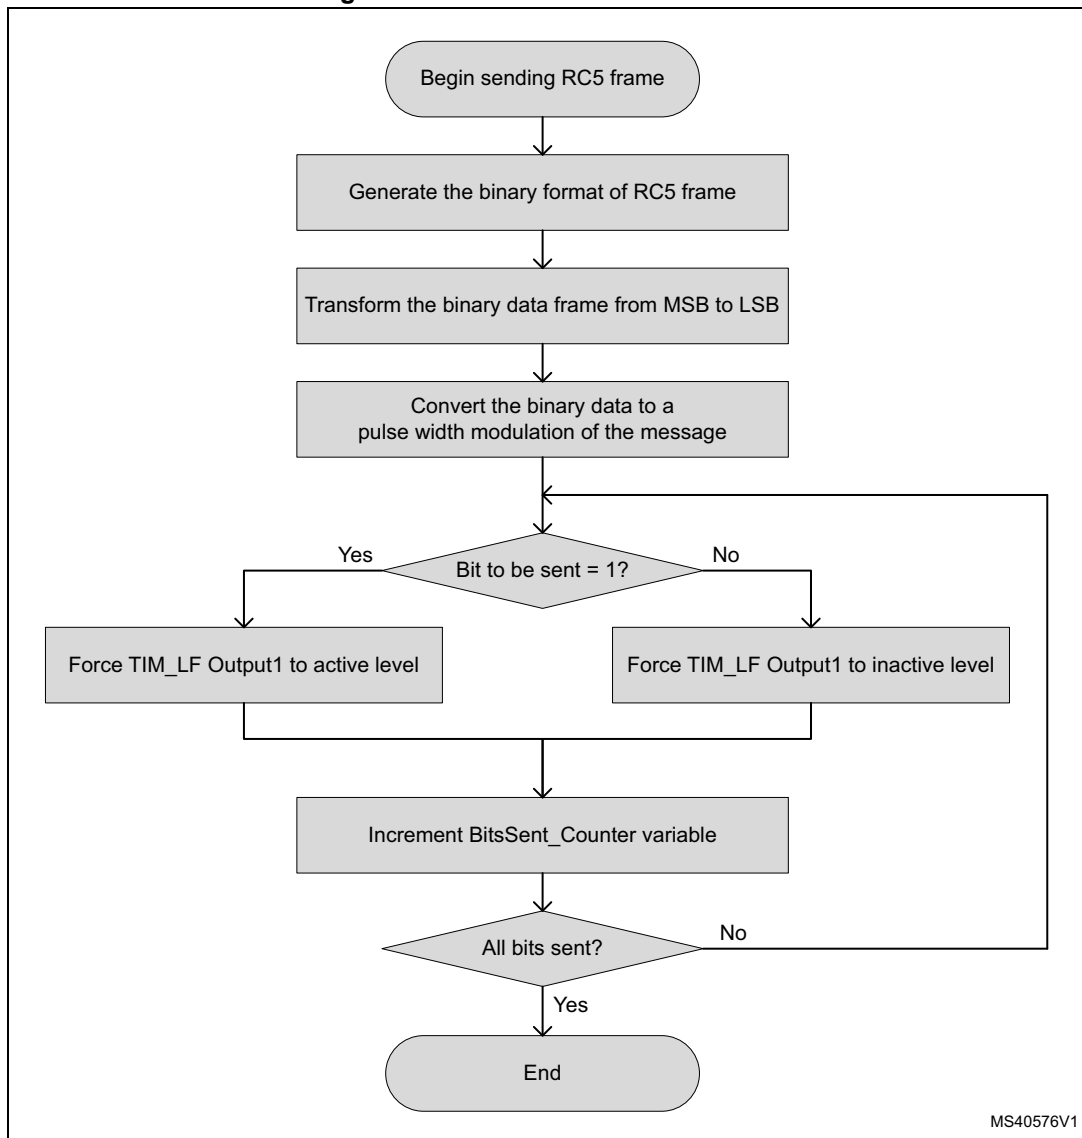 Begin sending RC5 frame
Generate the binary format of RC5 frame
Transform the binary data frame from MSB to LSB
Convert the binary data to a
pulse width modulation of the message
Yes
No
Bit to be sent = 1?
Force TIM_LF Output1 to active level
Force TIM_LF Output1 to inactive level
Increment BitsSent_Counter variable
No
All bits sent?
Yes
End
MS40576V1